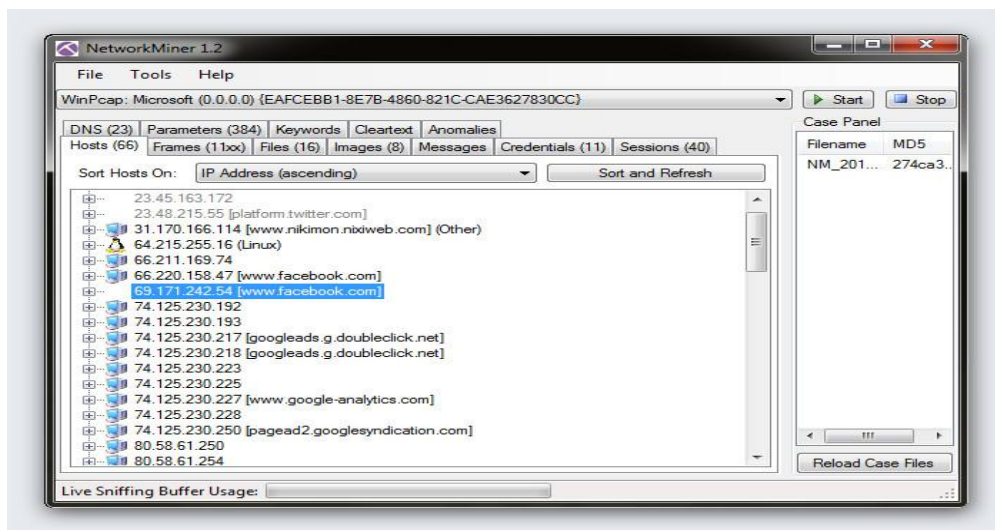 NetworkMiner 1.2
File Tools Help
WinPcap: Microsoft (0.0.0.0) {EAFCEBB1-8E7B-4860-821C-CAE3627830CC}
Start Stop
DNS (23) Parameters (384) Keywords Cleartext Anomalies
Hosts (66) Frames (11xx) Files (16) Images (8) Messages Credentials (11) Sessions (40)
Sort Hosts On: IP Address (ascending) Sort and Refresh
23.45.163.172
23.48.215.55 [platform.twitter.com]
31.170.166.114 [www.nikimon.nixiweb.com] (Other)
64.215.255.16 (Linux)
66.211.169.74
66.220.158.47 [www.facebook.com]
69.171.242.54 [www.facebook.com]
74.125.230.192
74.125.230.193
74.125.230.217 [googleads.g.doubleclick.net]
74.125.230.218 [googleads.g.doubleclick.net]
74.125.230.223
74.125.230.225
74.125.230.227 [www.google-analytics.com]
74.125.230.228
74.125.230.250 [pagead2.googlesyndication.com]
80.58.61.250
80.58.61.254
Case Panel
Filename MD5
NM_201... 274ca3..
Reload Case Files
Live Sniffing Buffer Usage: